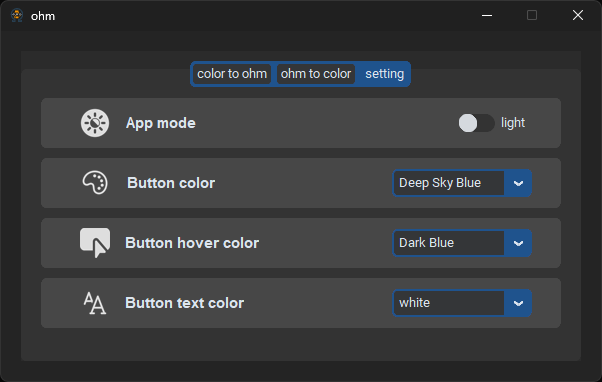 ohm
color to ohm ohm to color setting
App mode light
Button color Deep Sky Blue
Button hover color Dark Blue
Button text color white